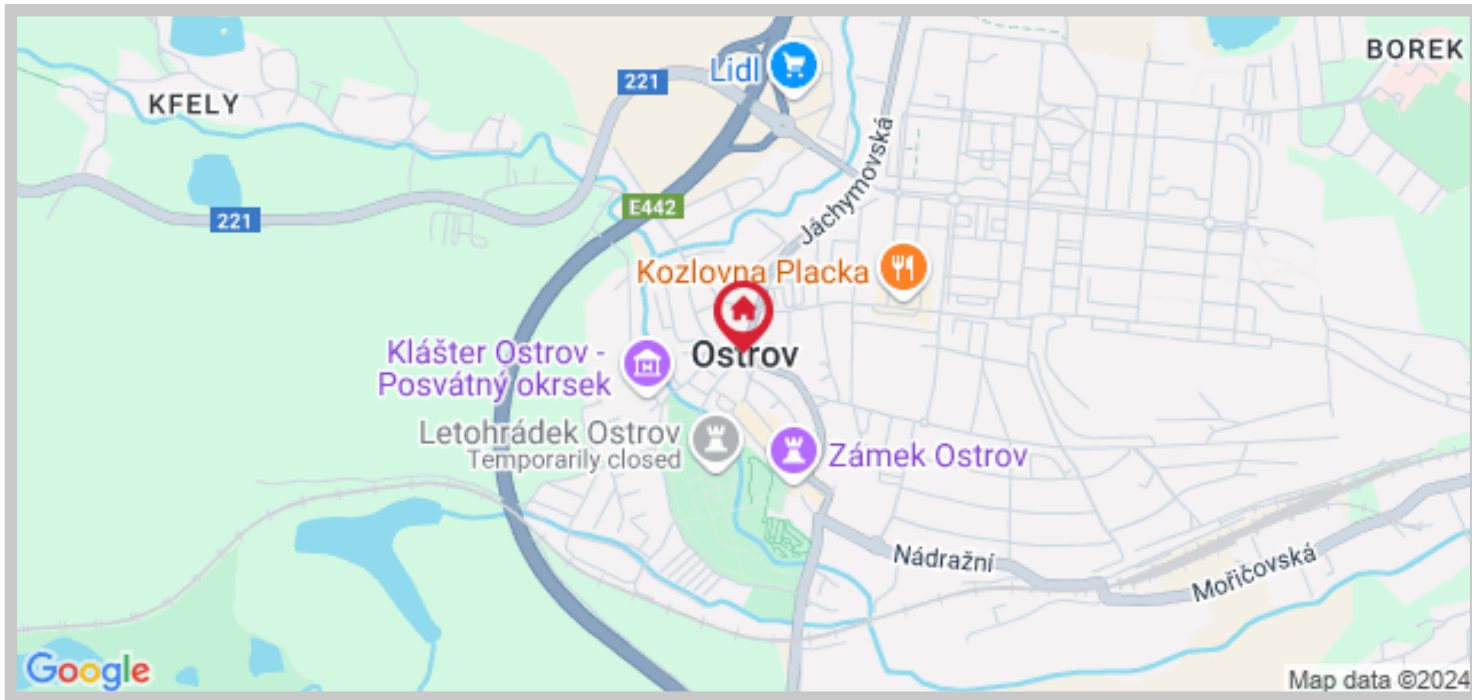 BOREK
Lidl
221
KFELY
Jáchymovská
E442
221
Kozlovna Placka
Ostrov
Klášter Ostrov -
Posvátný okrsek
Letohrádek Ostrov
Temporarily closed
Zámek Ostrov
Nádražní
Mořičovská
Google
Map data ©2024